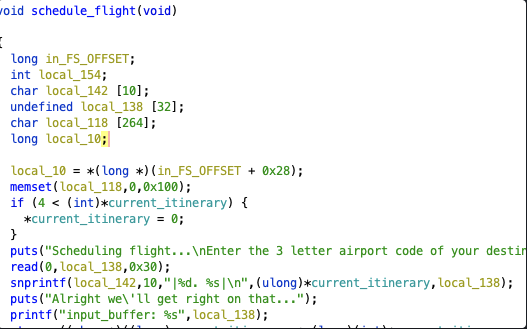 void schedule_flight(void)
{
long in_FS_OFFSET;
int local_154;
char local_142 [10];
undefined local_138 [32];
char local_118 [264];
long local_10;
local_10 = *(long *)(in_FS_OFFSET + 0x28);
memset(local_118,0,0x100);
if (4 < (int)*current_itinerary) {
*current_itinerary = 0;
}
puts("Scheduling flight...\nEnter the 3 letter airport code of your destin
read(0,local_138,0x30);
snprintf(local_142,10,"|%d. %s|\n",(ulong)*current_itinerary,local_138);
puts("Alright we\'ll get right on that...");
printf("input_buffer: %s",local_138);